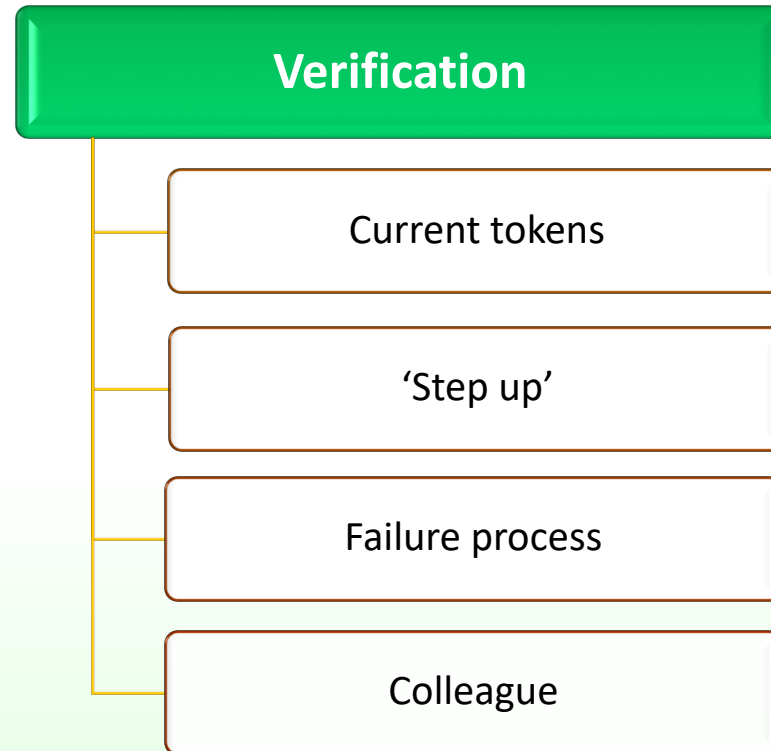 Verification
Current tokens
‘Step up’
Failure process
Colleague